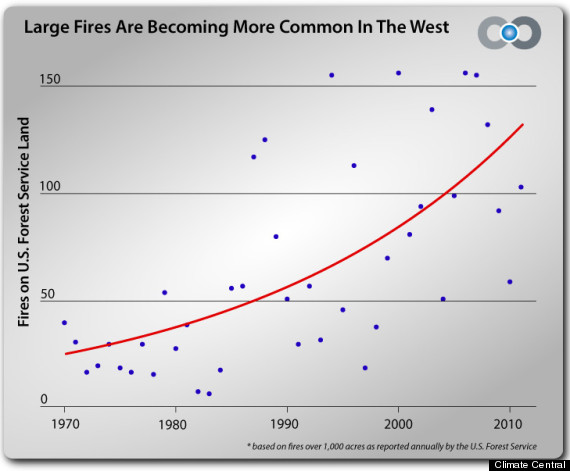 Large Fires Are Becoming More Common In The West
Fires on U.S. Forest Service Land
150
100
50
0
1970
1980
1990
2000
2010
* based on fires over 1,000 acres as reported annually by the U.S. Forest Service
Climate Central